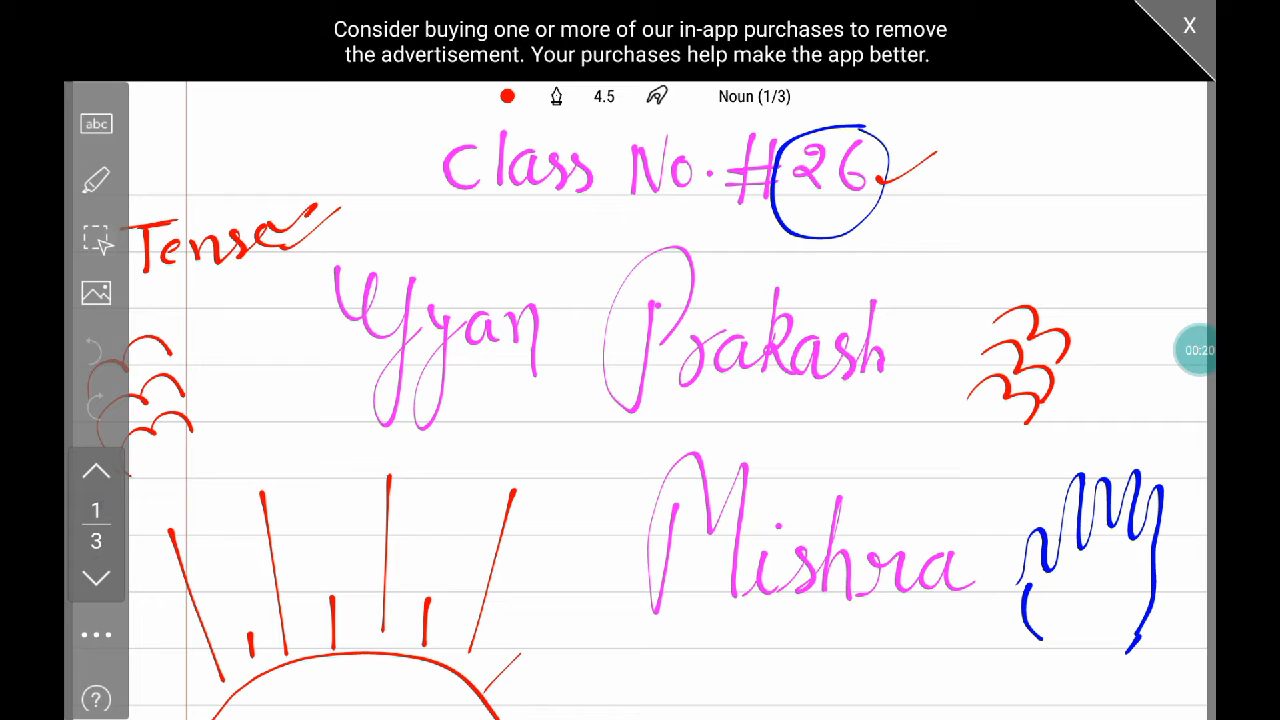 Consider buying one or more of our in-app purchases to remove
the advertisement. Your purchases help make the app better.
X
abc
4.5
Noun (1/3)
Class No. #26
Tense
Gyan Prakash
Mishra
00:20
1
3
?